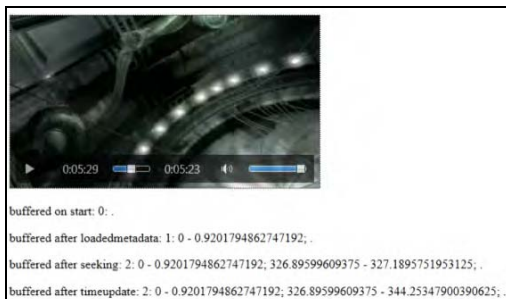 0:05:29 0:05:23
buffered on start: 0: .
buffered after loadedmetadata: 1: 0 - 0.9201794862747192; .
buffered after seeking: 2: 0 - 0.9201794862747192; 326.89599609375 - 327.1895751953125; .
buffered after timeupdate: 2: 0 - 0.9201794862747192; 326.89599609375 - 344.25347900390625; .